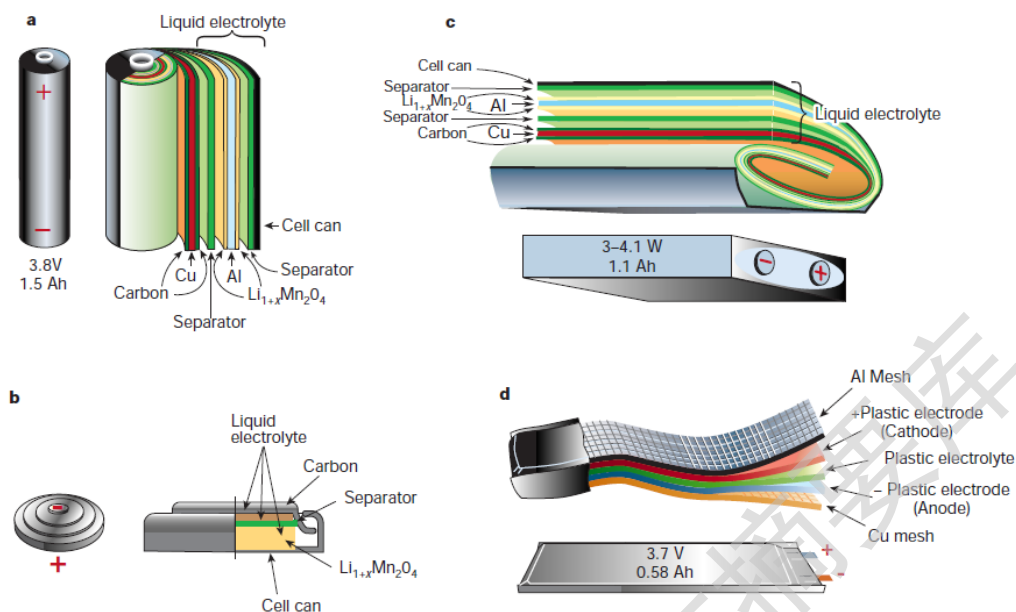 a
Liquid electrolyte
+
−
3.8V
1.5 Ah
Cell can
Cu
Al
Separator
Carbon
Li1+xMn2O4
Separator
c
Cell can
Separator
Li1+xMn2O4
Al
Separator
Carbon
Cu
Liquid electrolyte
3–4.1 W
1.1 Ah
−
+
b
Liquid
electrolyte
Carbon
Separator
−
+
Li1+xMn2O4
Cell can
d
Al Mesh
+Plastic electrode
(Cathode)
Plastic electrolyte
− Plastic electrode
(Anode)
Cu mesh
3.7 V
0.58 Ah
+
-
摘要库